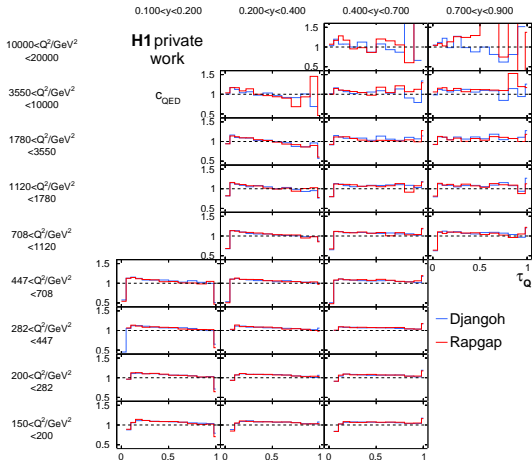 0.100<y<0.200 0.200<y<0.400 0.400<y<0.700 0.700<y<0.900
10000<Q²/GeV²
<20000
H1 private
work
1.5
1
0.5
3550<Q²/GeV²
<10000
c_QED
1.5
1
0.5
1780<Q²/GeV²
<3550
1.5
1
0.5
1120<Q²/GeV²
<1780
1.5
1
0.5
708<Q²/GeV²
<1120
1.5
1
0.5
0 0.5 1
τ_Q
447<Q²/GeV²
<708
1.5
1
0.5
282<Q²/GeV²
<447
1.5
1
0.5
Djangoh
Rapgap
200<Q²/GeV²
<282
1.5
1
0.5
150<Q²/GeV²
<200
1.5
1
0 0.5 1 0 0.5 1 0 0.5 1